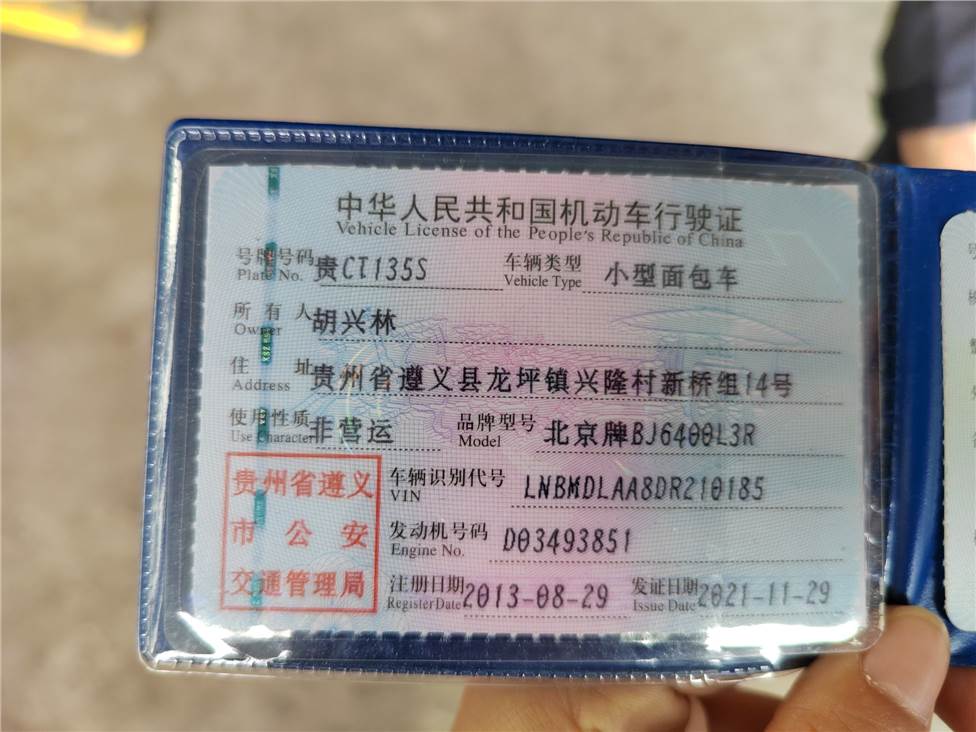 中华人民共和国机动车行驶证
Vehicle License of the People's Republic of China
号牌号码 贵CT135S 车辆类型 小型面包车
Plate No. Vehicle Type
所有人 胡兴林
Owner
住址 贵州省遵义县龙坪镇兴隆村新桥组14号
Address
使用性质 非营运 品牌型号 北京牌BJ6400L3R
Use Character Model
贵州省遵义
市公安
交通管理局
车辆识别代号 LNBMDLAA8DR210185
VIN
发动机号码 D03493851
Engine No.
注册日期 2013-08-29 发证日期 2021-11-29
Register Date Issue Date